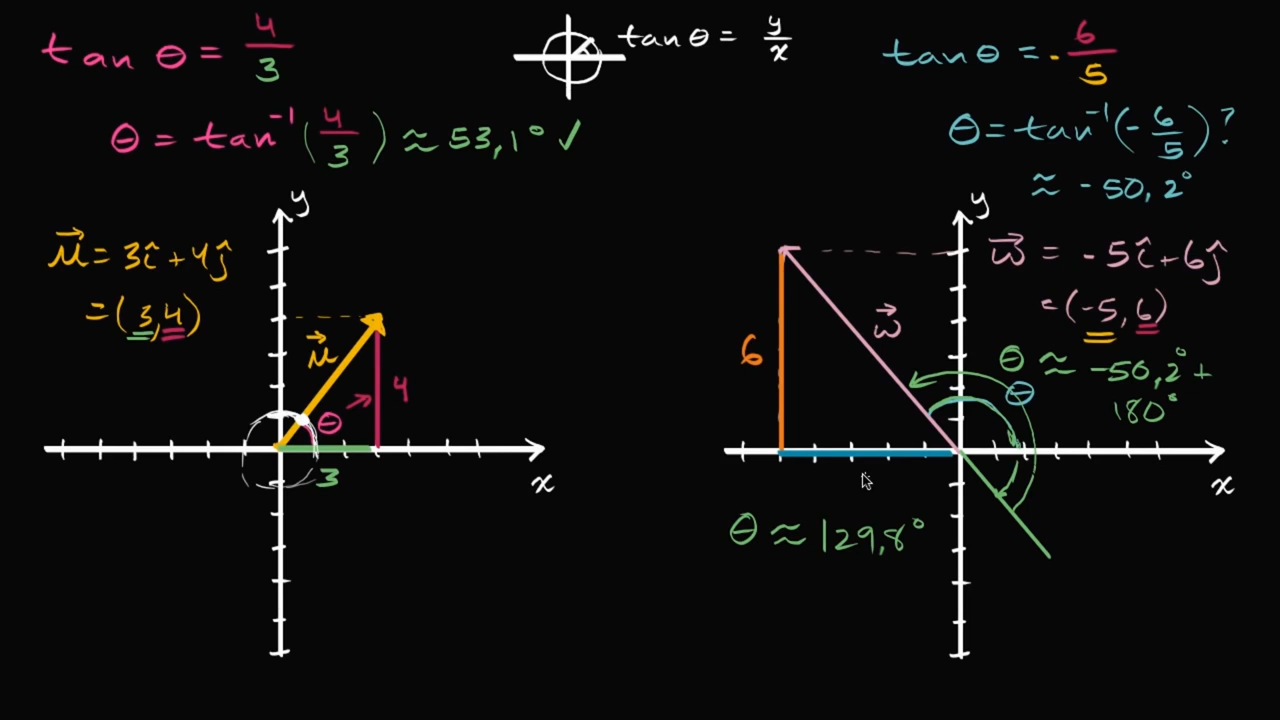 tan θ = 4/3
θ = tan⁻¹(4/3) ≈ 53,1° ✓
tan θ = y/x
tan θ = -6/5
θ = tan⁻¹(-6/5)?
≈ -50,2°
y
u⃗ = 3î + 4ĵ
= (3,4)
u⃗
θ
4
3
x
y
w⃗ = -5î + 6ĵ
= (-5, 6)
w⃗
6
θ ≈ -50,2° +
180°
θ
x
θ ≈ 129,8°